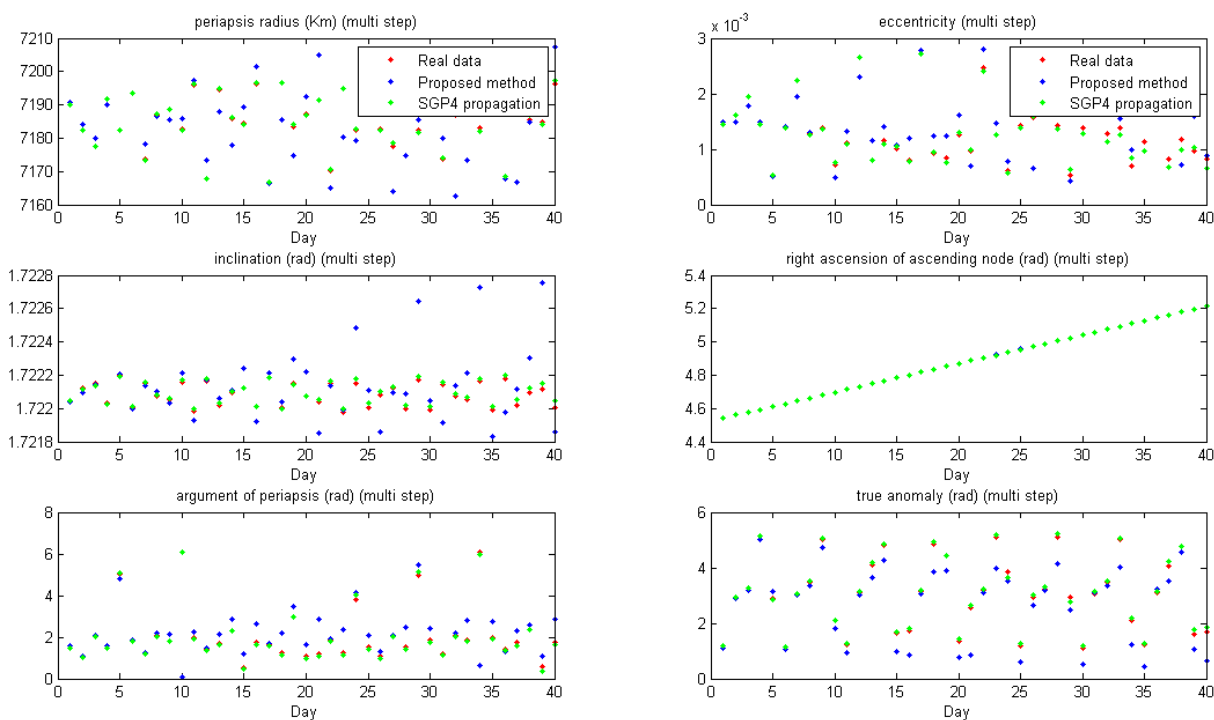 periapsis radius (Km) (multi step)
7210
7200
7190
7180
7170
7160
0 5 10 15 20 25 30 35 40
Day
Real data
Proposed method
SGP4 propagation
eccentricity (multi step)
x 10⁻³
3
2
1
0
0 5 10 15 20 25 30 35 40
Day
Real data
Proposed method
SGP4 propagation
inclination (rad) (multi step)
1.7228
1.7226
1.7224
1.7222
1.722
1.7218
0 5 10 15 20 25 30 35 40
Day
right ascension of ascending node (rad) (multi step)
5.4
5.2
5
4.8
4.6
4.4
0 5 10 15 20 25 30 35 40
Day
argument of periapsis (rad) (multi step)
8
6
4
2
0
0 5 10 15 20 25 30 35 40
Day
true anomaly (rad) (multi step)
6
4
2
0
0 5 10 15 20 25 30 35 40
Day